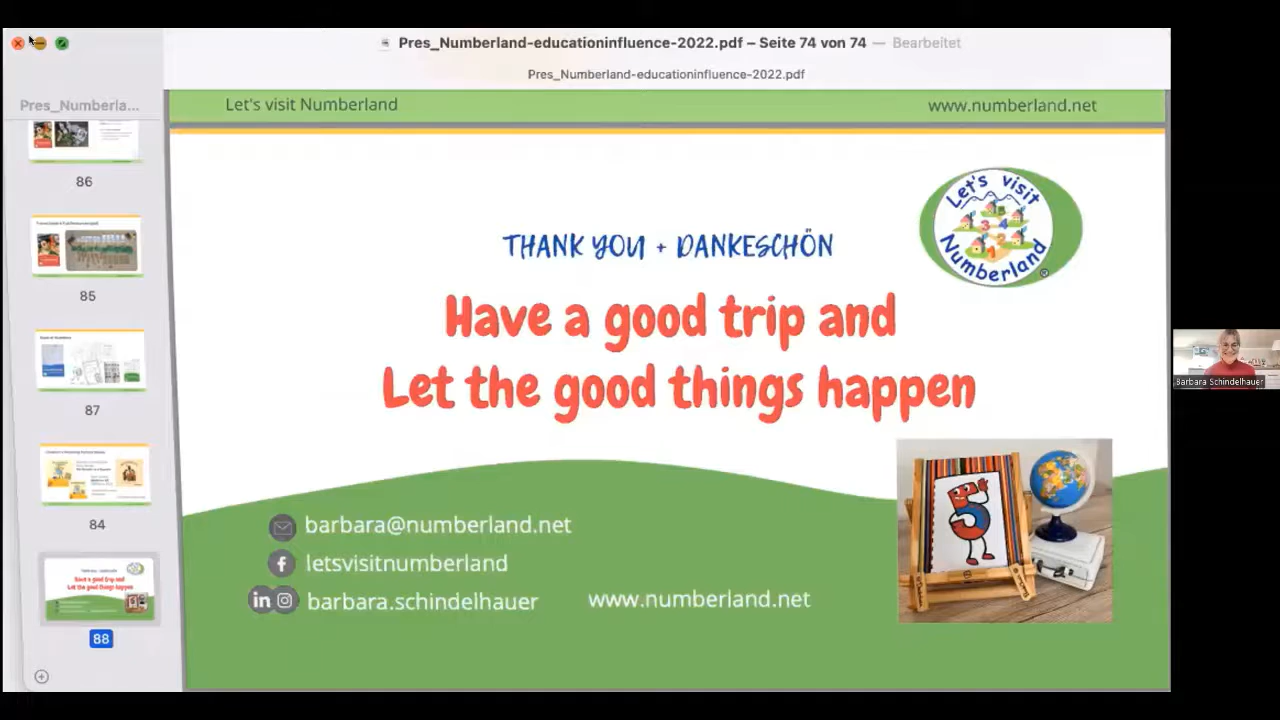 Pres_Numberland-educationinfluence-2022.pdf – Seite 74 von 74 — Bearbeitet
Pres_Numberland-educationinfluence-2022.pdf
Pres_Numberla...
Let's visit Numberland
www.numberland.net
86
85
87
84
88
Let's visit
Numberland
THANK YOU + DANKESCHÖN
Have a good trip and
Let the good things happen
barbara@numberland.net
letsvisitnumberland
barbara.schindelhauer
www.numberland.net
Barbara Schindelhauer